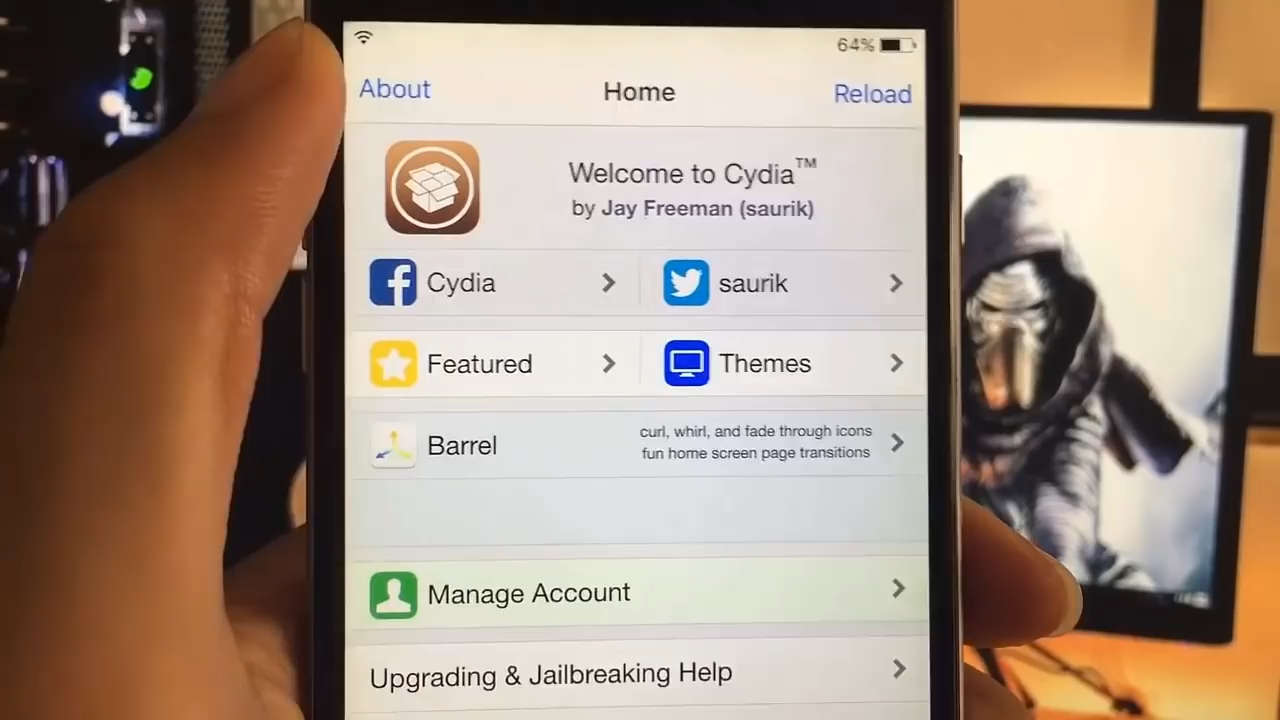 64%
About
Home
Reload
Welcome to Cydia™
by Jay Freeman (saurik)
Cydia
saurik
Featured
Themes
Barrel
curl, whirl, and fade through icons
fun home screen page transitions
Manage Account
Upgrading & Jailbreaking Help